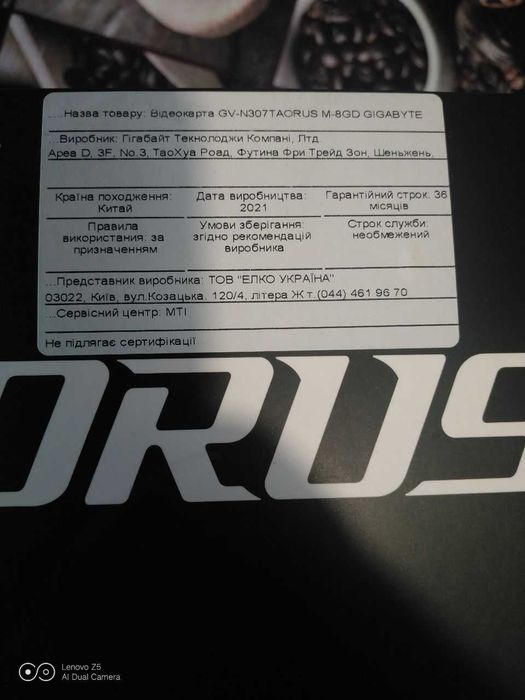 ....Назва товару: Відеокарта GV-N307TAORUS M-8GD GIGABYTE
...Виробник: Гігабайт Текнолоджи Компані, Лтд
Ареа D, 3F, No.3, ТаоХуа Роад, Футина Фри Трейд Зон, Шеньжень,
Країна походження:
Китай
Дата виробництва:
2021
Гарантійний строк: 36
місяців
Правила
використання: за
призначенням
Умови зберігання:
згідно рекомендацій
виробника
Строк служби:
необмежений
...Представник виробника: ТОВ "ЕЛКО УКРАЇНА"
03022, Київ, вул.Козацька, 120/4, літера Ж т.(044) 461 96 70
...Сервісний центр: МТІ
Не підлягає сертифікації
ORUS
Lenovo Z5
AI Dual Camera